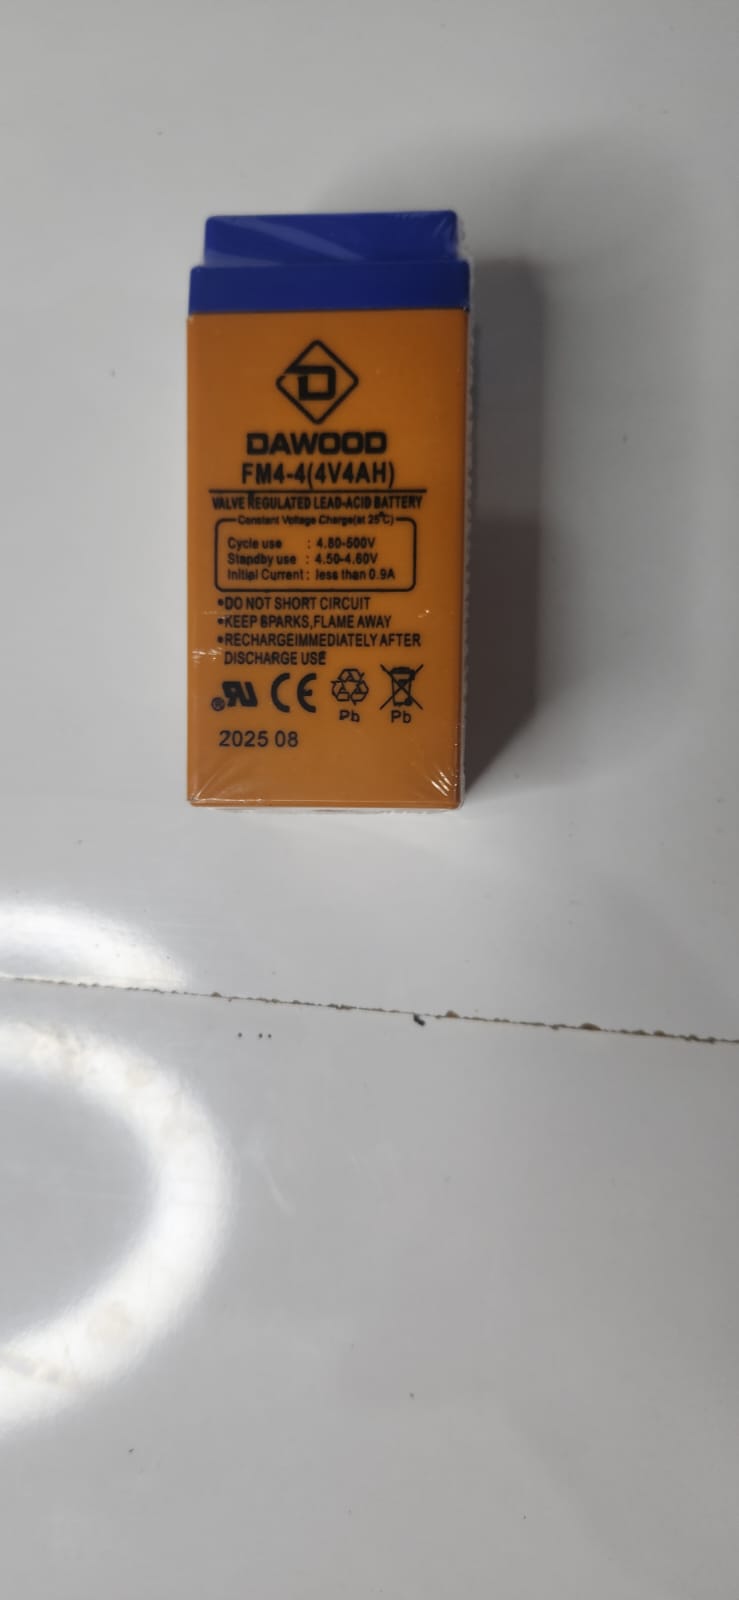 D
DAWOOD
FM4-4(4V4AH)
VALVE REGULATED LEAD-ACID BATTERY
Constant Voltage Charge(at 25℃)
Cycle use : 4.80-500V
Standby use : 4.50-4.60V
Initial Current : less than 0.9A
•DO NOT SHORT CIRCUIT
•KEEP SPARKS,FLAME AWAY
•RECHARGEIMMEDIATELY AFTER
DISCHARGE USE
® RU CE Pb Pb
2025 08